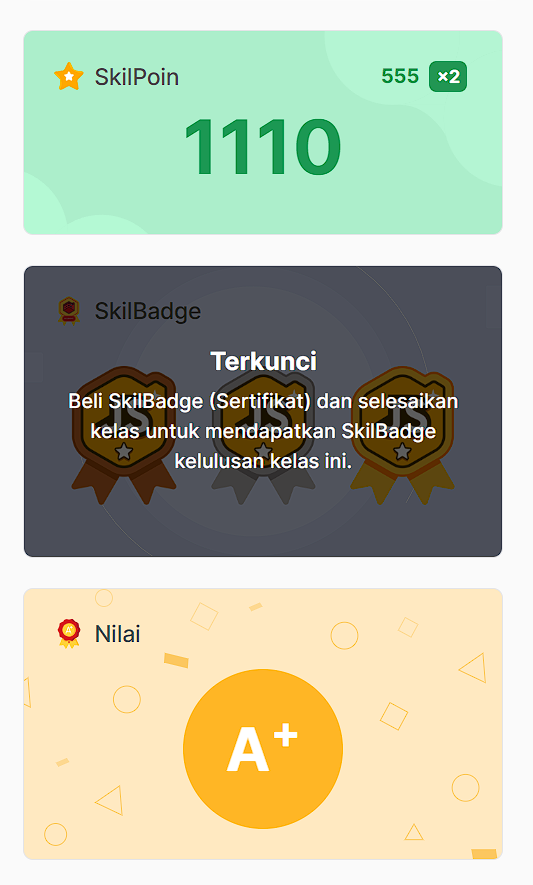 SkilPoin
555 ×2
1110
SkilBadge
Terkunci
Beli SkilBadge (Sertifikat) dan selesaikan
kelas untuk mendapatkan SkilBadge
kelulusan kelas ini.
JS JS JS
Nilai
A+